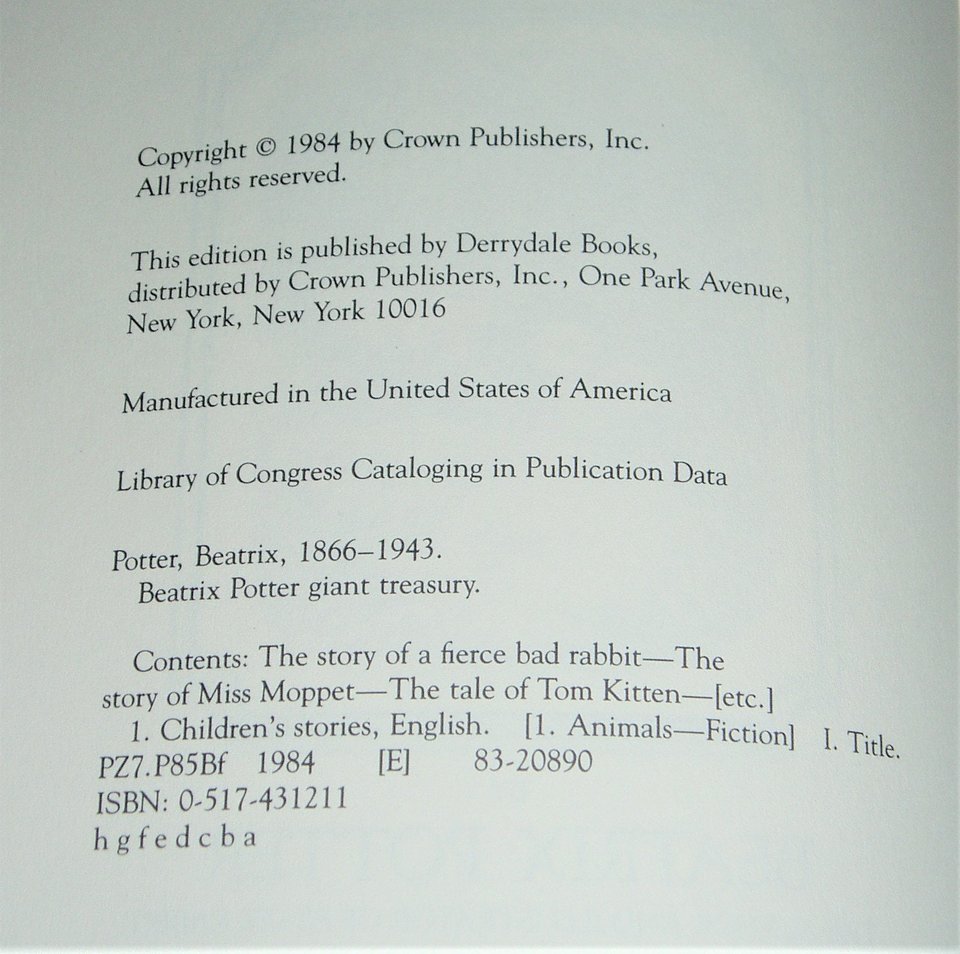 Copyright © 1984 by Crown Publishers, Inc.
All rights reserved.
This edition is published by Derrydale Books,
distributed by Crown Publishers, Inc., One Park Avenue,
New York, New York 10016
Manufactured in the United States of America
Library of Congress Cataloging in Publication Data
Potter, Beatrix, 1866–1943.
Beatrix Potter giant treasury.
Contents: The story of a fierce bad rabbit—The
story of Miss Moppet—The tale of Tom Kitten—[etc.]
1. Children's stories, English. [1. Animals—Fiction] I. Title.
PZ7.P85Bf 1984 [E] 83-20890
ISBN: 0-517-431211
h g f e d c b a